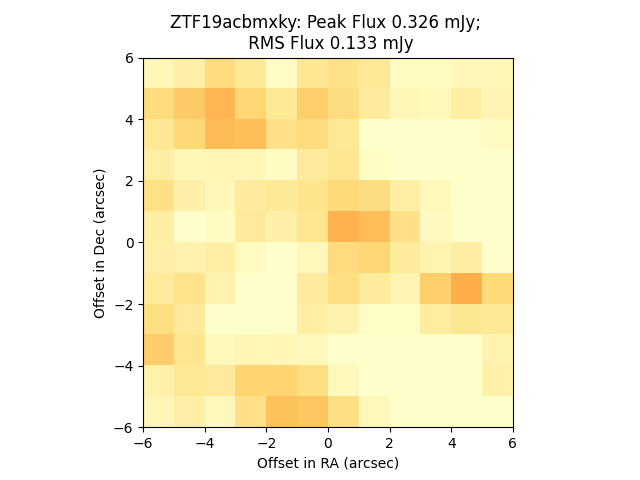 ZTF19acbmxky: Peak Flux 0.326 mJy;
RMS Flux 0.133 mJy
6
4
2
0
−2
−4
−6
Offset in Dec (arcsec)
−6 −4 −2 0 2 4 6
Offset in RA (arcsec)